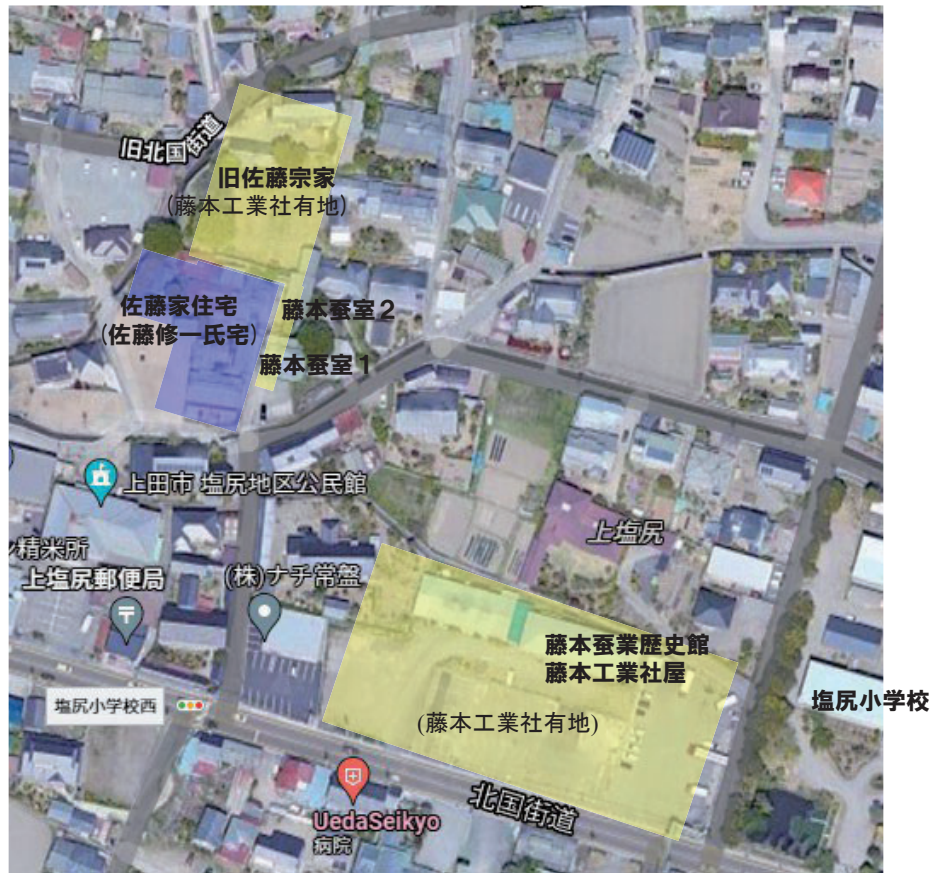 旧北国街道
旧佐藤宗家
(藤本工業社有地)
佐藤家住宅
(佐藤修一氏宅)
藤本蚕室２
藤本蚕室１
上田市 塩尻地区公民館
精米所
上塩尻郵便局
(株)ナチ常盤
上塩尻
藤本蚕業歴史館
藤本工業社屋
(藤本工業社有地)
塩尻小学校
塩尻小学校西
北国街道
UedaSeikyo
病院